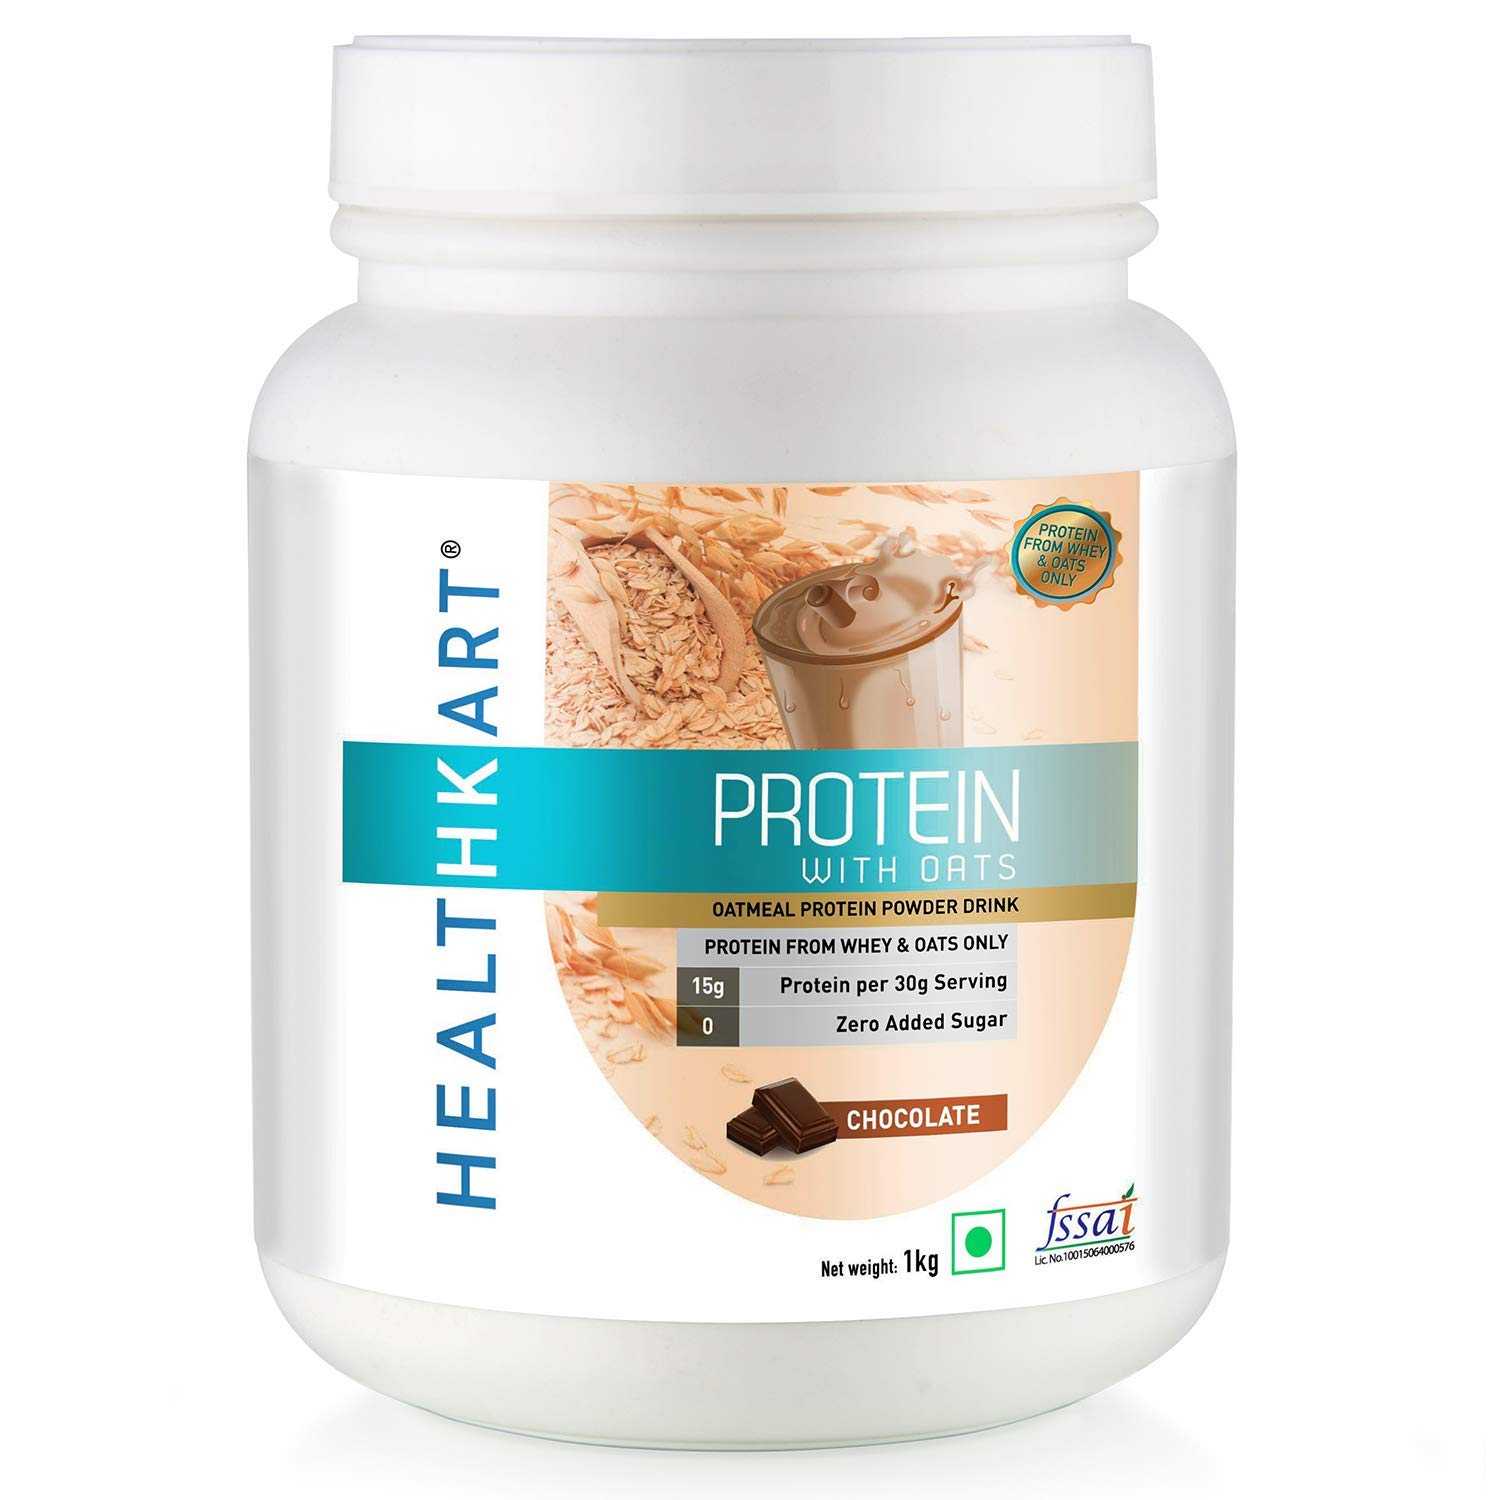 HEALTHKART®
PROTEIN
FROM WHEY
& OATS
ONLY
PROTEIN
WITH OATS
OATMEAL PROTEIN POWDER DRINK
PROTEIN FROM WHEY & OATS ONLY
15g Protein per 30g Serving
0 Zero Added Sugar
CHOCOLATE
Net weight: 1kg
fssai
Lic. No.10015064000576